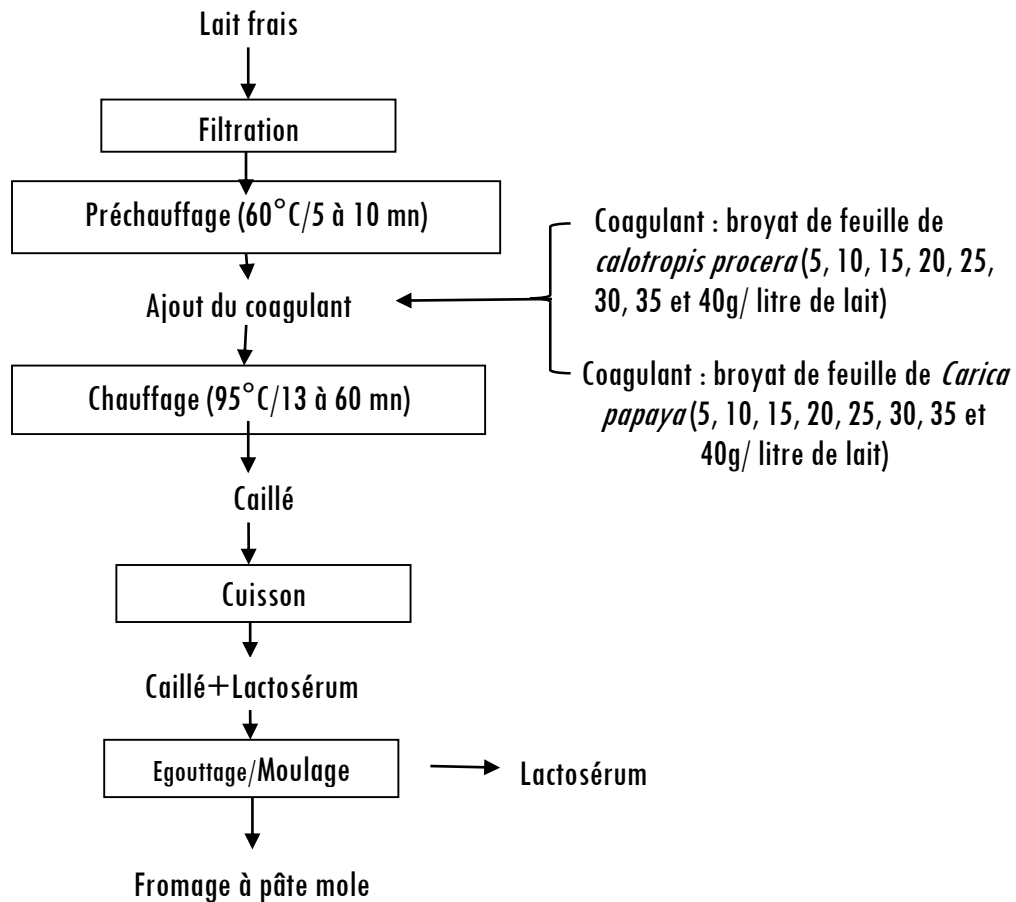 Lait frais
Filtration
Préchauffage (60°C/5 à 10 mn)
Ajout du coagulant
Coagulant : broyat de feuille de
calotropis procera (5, 10, 15, 20, 25,
30, 35 et 40g/ litre de lait)
Coagulant : broyat de feuille de Carica
papaya (5, 10, 15, 20, 25, 30, 35 et
40g/ litre de lait)
Chauffage (95°C/13 à 60 mn)
Caillé
Cuisson
Caillé+Lactosérum
Egouttage/Moulage
Lactosérum
Fromage à pâte mole